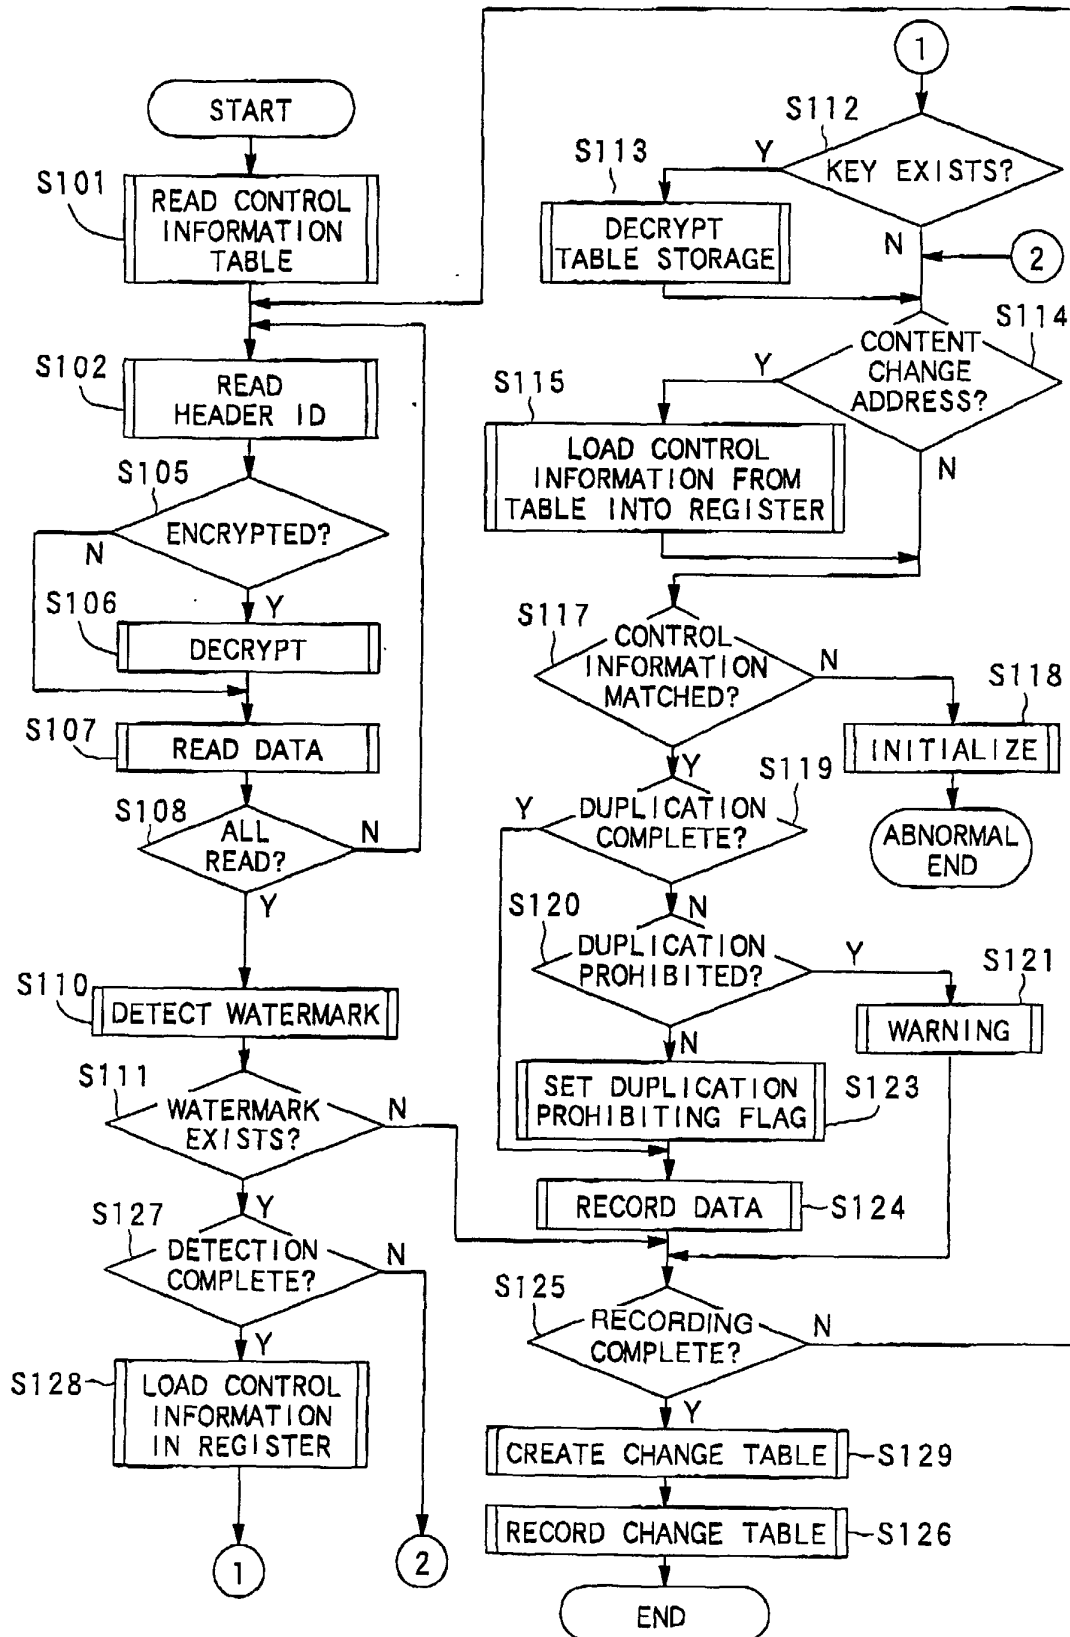 START
S101
READ CONTROL
INFORMATION
TABLE
S102
READ
HEADER ID
S105
ENCRYPTED?
N
Y
S106
DECRYPT
S107
READ DATA
S108
ALL
READ?
N
Y
S110
DETECT WATERMARK
S111
WATERMARK
EXISTS?
N
Y
S127
DETECTION
COMPLETE?
N
Y
S128
LOAD CONTROL
INFORMATION
IN REGISTER
1
2
1
S112
KEY EXISTS?
Y
N
S113
DECRYPT
TABLE STORAGE
2
S114
CONTENT
CHANGE
ADDRESS?
Y
N
S115
LOAD CONTROL
INFORMATION FROM
TABLE INTO REGISTER
S117
CONTROL
INFORMATION
MATCHED?
N
Y
S118
INITIALIZE
ABNORMAL
END
S119
DUPLICATION
COMPLETE?
Y
N
S120
DUPLICATION
PROHIBITED?
Y
N
S121
WARNING
SET DUPLICATION
PROHIBITING FLAG
S123
RECORD DATA
S124
S125
RECORDING
COMPLETE?
N
Y
CREATE CHANGE TABLE
S129
RECORD CHANGE TABLE
S126
END